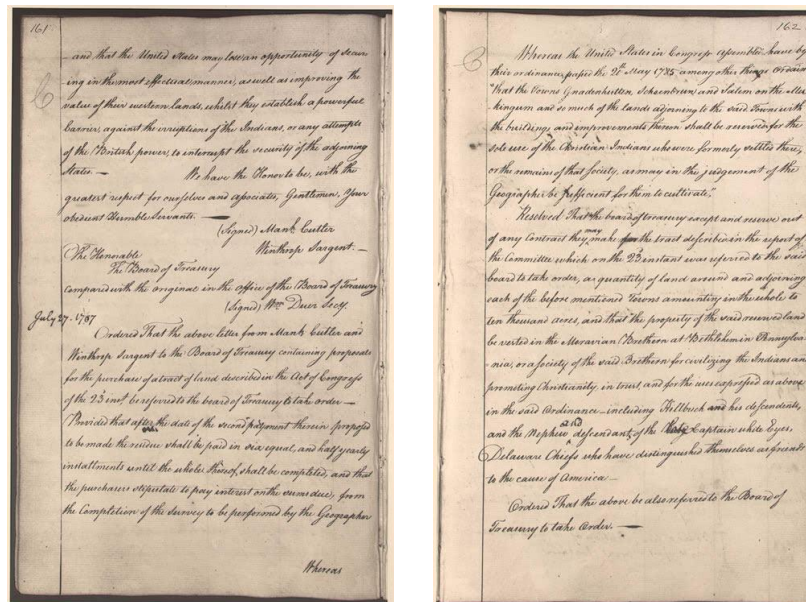 161
and that the United States may lose an opportunity of secur
ing in the most effectual manner, as well as improving the
value of their western lands, whilst they establish a powerful
barrier against the irruptions of the Indians, or any attempts
of the British power, to interrupt the security of the adjoining
States. — We have the Honor to be, with the
greatest respect for ourselves and associates, Gentlemen, Your
obedient Humble Servants. —
(Signed) Manh. Cutler
Winthrop Sargent. —
The Honorable
The Board of Treasury
compared with the original in the office of the Board of Treasury
(Signed) Wm Duer Secy.
July 27. 1787
Ordered That the above letter from Manh Cutler and
Winthrop Sargent to the Board of Treasury containing proposals
for the purchase of a tract of land described in the Act of Congress
of the 23 inst. be referred to the board of Treasury to take order —
Provided that after the date of the second payment therein proposed
to be made the residue shall be paid in six equal, and half yearly
installments until the whole thereof shall be completed, and that
the purchasers stipulate to pay interest on the sums due, from
the Completion of the Survey to be performed by the Geographer
Whereas
162
Whereas the United States in Congress assembled have by
their ordinance passed the 20th May 1785 among other things ordain
"that the Towns Gnadenhutten, Schoenbrun and Salem on the Mus
kingum and so much of the lands adjoining to the said Towns with
the buildings and improvements thereon shall be reserved for the
sole use of the Christian Indians who were formerly settled there,
or the remains of that society, as may in the judgement of the
Geographer be sufficient for them to cultivate,"
Resolved That the board of treasury except and reserve out
of any Contract they may make the tract described in the report of
the Committee which on the 23 instant was referred to the said
board to take order, a quantity of land around and adjoining
each of the before mentioned Towns amounting in the whole to
ten thousand acres, and that the property of the said reserved land
be vested in the Moravian Brethern at Bethlehem in Pennsylva
-nia, or a society of the said Brethern for civilizing the Indians and
promoting Christianity, in trust, and for the uses expressed as above
in the said Ordinance, including Killbuck and his descendents,
and the Nephew and descendants of the late Captain white Eyes,
Delaware Chiefs who have distinguished themselves as friends
to the cause of America —
Ordered That the above be also referred to the Board of
Treasury to take Order. —